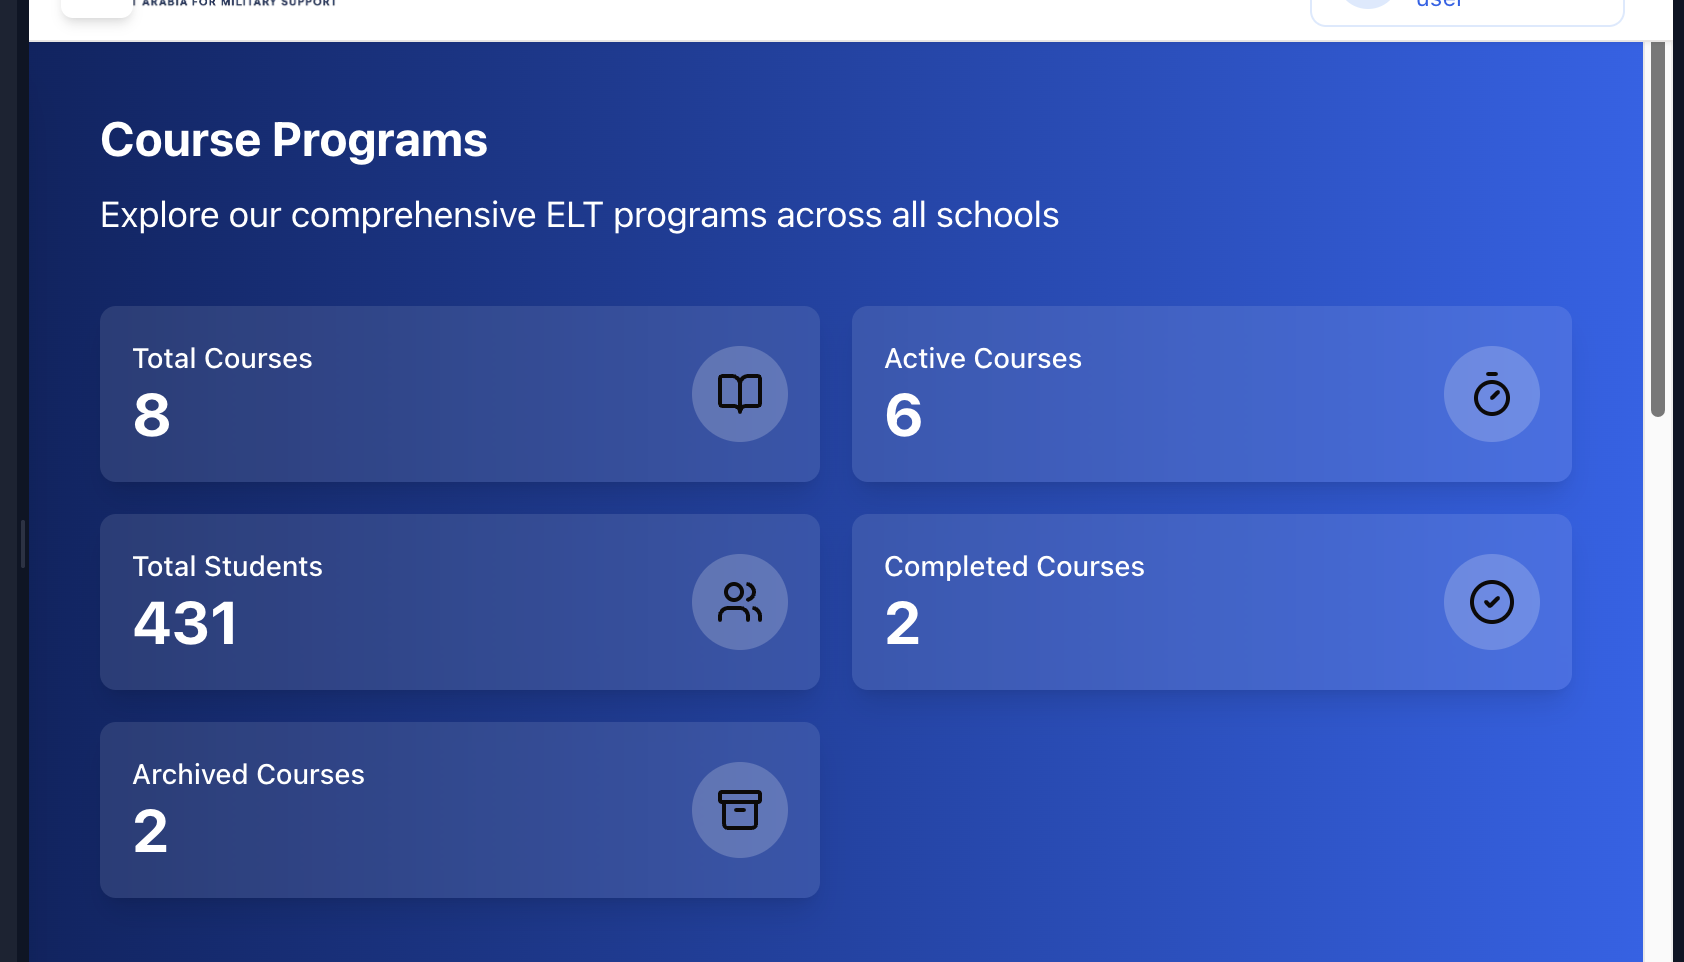 ARABIA FOR MILITARY SUPPORT
user
Course Programs
Explore our comprehensive ELT programs across all schools
Total Courses
8
Active Courses
6
Total Students
431
Completed Courses
2
Archived Courses
2